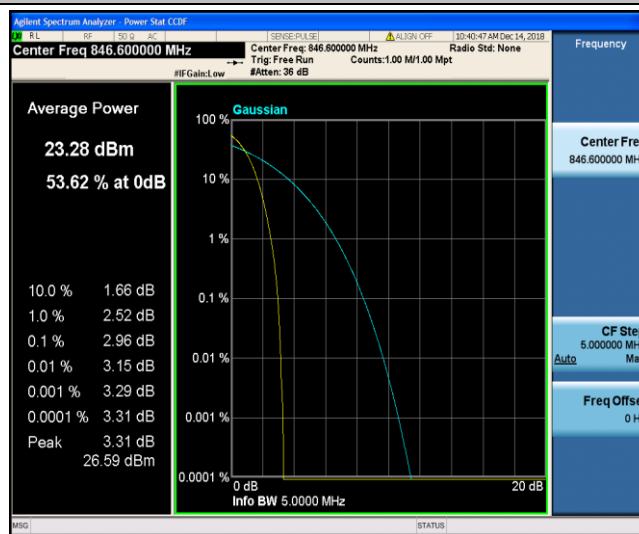 Agilent Spectrum Analyzer - Power Stat CCDF
RL RF 50 Ω AC SENSE:PULSE ALIGN OFF 10:40:47 AM Dec 14, 2018
Center Freq 846.600000 MHz
Center Freq: 846.600000 MHz Radio Std: None
Trig: Free Run Counts:1.00 M/1.00 Mpt
#IFGain:Low #Atten: 36 dB
Average Power
23.28 dBm
53.62 % at 0dB
10.0 % 1.66 dB
1.0 % 2.52 dB
0.1 % 2.96 dB
0.01 % 3.15 dB
0.001 % 3.29 dB
0.0001 % 3.31 dB
Peak 3.31 dB
26.59 dBm
Gaussian
100 %
10 %
1 %
0.1 %
0.01 %
0.001 %
0.0001 %
0 dB 20 dB
Info BW 5.0000 MHz
Frequency
Center Fre
846.600000 MH
CF Ste
5.000000 MH
Auto Ma
Freq Offse
0 H
MSG STATUS